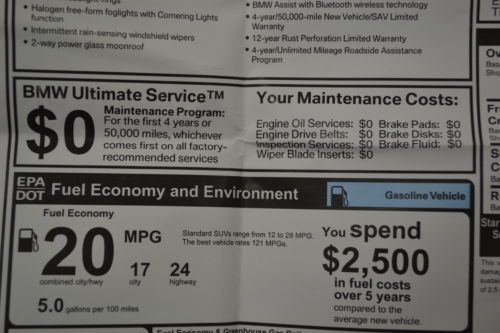 • Halogen free-form foglights with Cornering Lights
function
• Intermittent rain-sensing windshield wipers
• 2-way power glass moonroof
• BMW Assist with Bluetooth wireless technology
• 4-year/50,000-mile New Vehicle/SAV Limited
Warranty
• 12-year Rust Perforation Limited Warranty
• 4-year/Unlimited Mileage Roadside Assistance
Program
BMW Ultimate Service™
$0
Maintenance Program:
For the first 4 years or
50,000 miles, whichever
comes first on all factory-
recommended services
Your Maintenance Costs:
Engine Oil Services: $0 Brake Pads: $0
Engine Drive Belts: $0 Brake Disks: $0
Inspection Services: $0 Brake Fluid: $0
Wiper Blade Inserts: $0
EPA
DOT
Fuel Economy and Environment
Gasoline Vehicle
Fuel Economy
20 MPG
combined city/hwy
17
city
24
highway
Standard SUVs range from 12 to 28 MPG.
The best vehicle rates 121 MPGe.
5.0 gallons per 100 miles
You spend
$2,500
in fuel costs
over 5 years
compared to the
average new vehicle.